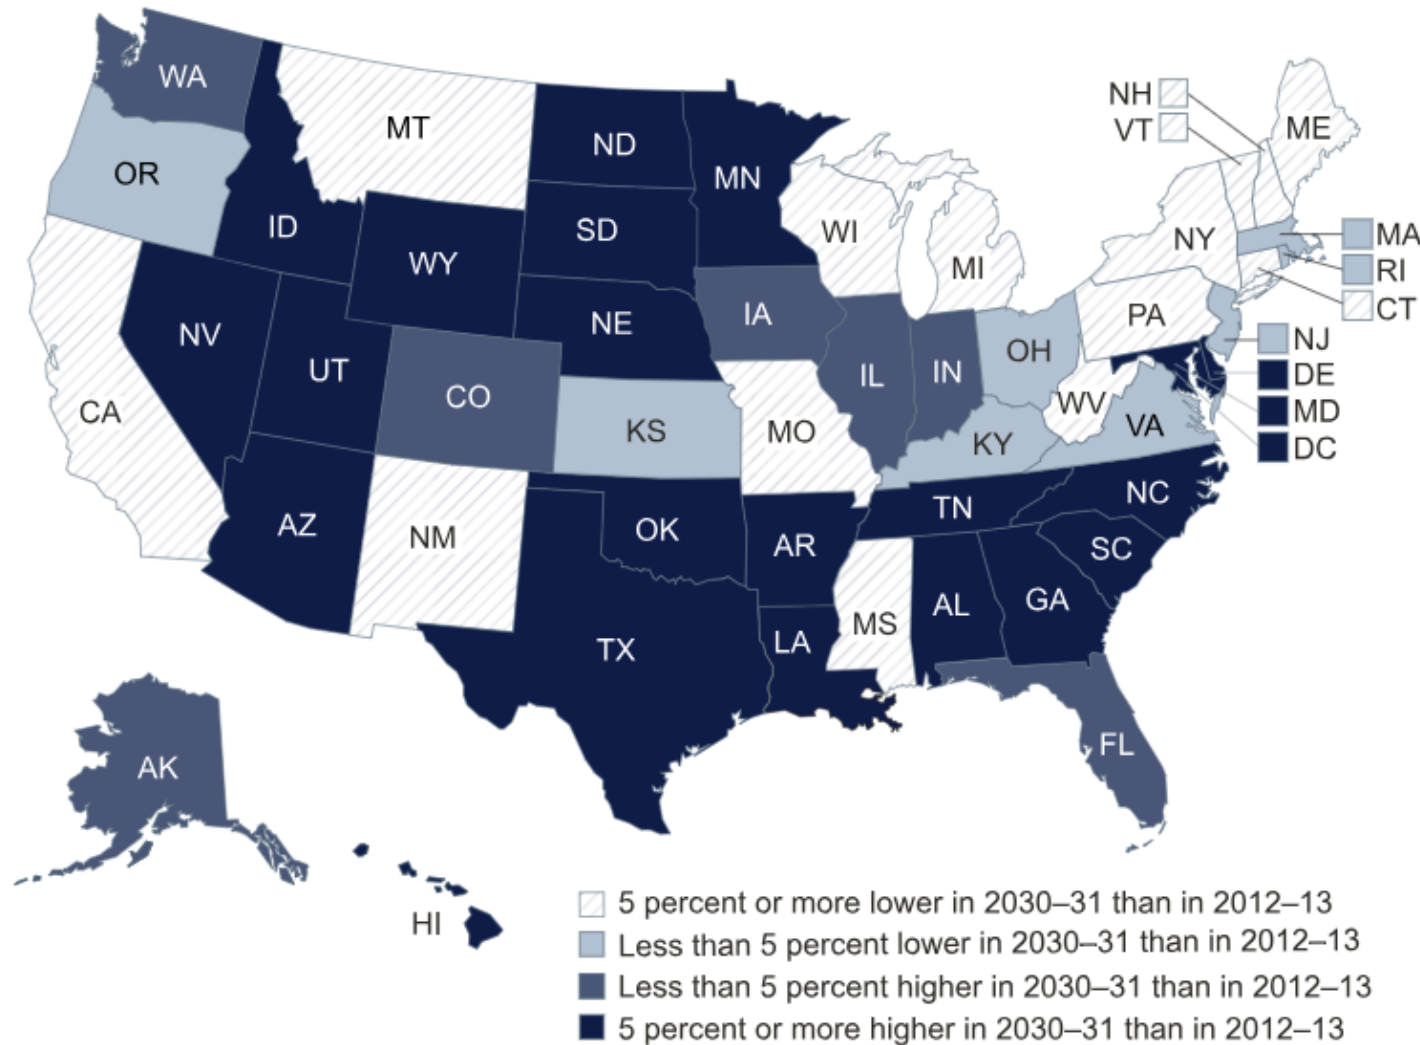 WA
MT
ND
MN
OR
ID
WY
SD
WI
MI
NH
VT
ME
NY
MA
RI
CT
PA
NJ
DE
MD
DC
NV
UT
CO
NE
IA
IL
IN
OH
WV
VA
CA
KS
MO
KY
AZ
NM
OK
AR
TN
NC
SC
TX
LA
MS
AL
GA
FL
AK
HI
5 percent or more lower in 2030–31 than in 2012–13
Less than 5 percent lower in 2030–31 than in 2012–13
Less than 5 percent higher in 2030–31 than in 2012–13
5 percent or more higher in 2030–31 than in 2012–13